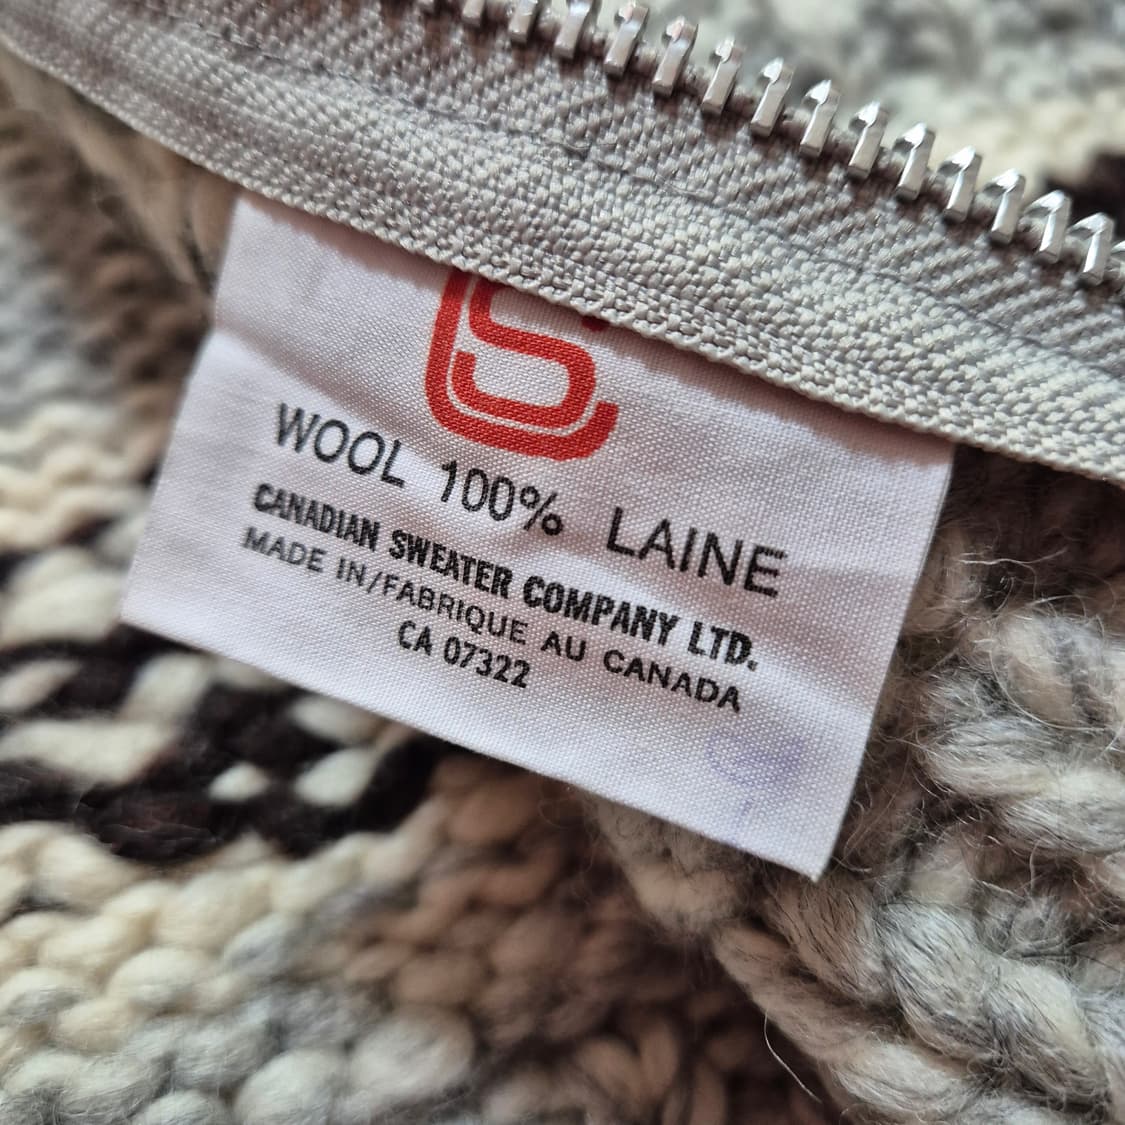 WOOL 100% LAINE
CANADIAN SWEATER COMPANY LTD.
MADE IN/FABRIQUE AU CANADA
CA 07322